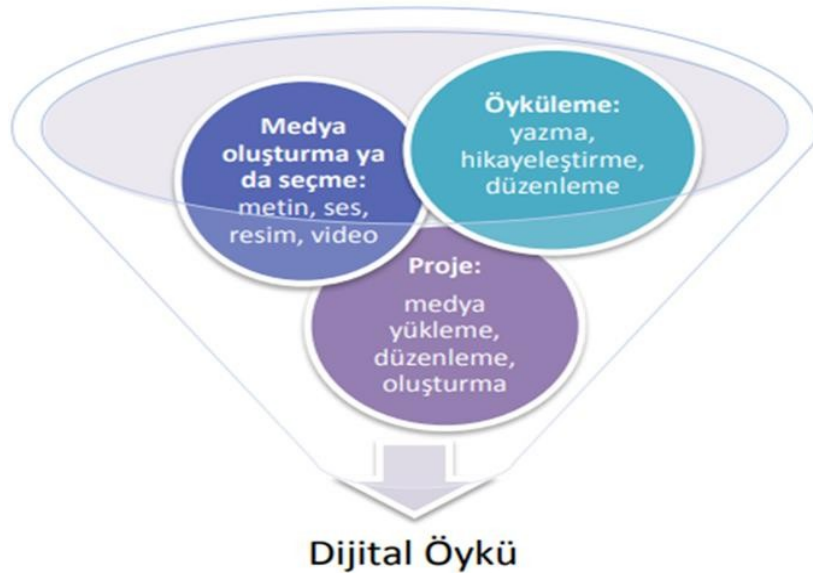 Medya
oluşturma ya
da seçme:
metin, ses,
resim, video
Öyküleme:
yazma,
hikayeleştirme,
düzenleme
Proje:
medya
yükleme,
düzenleme,
oluşturma
Dijital Öykü